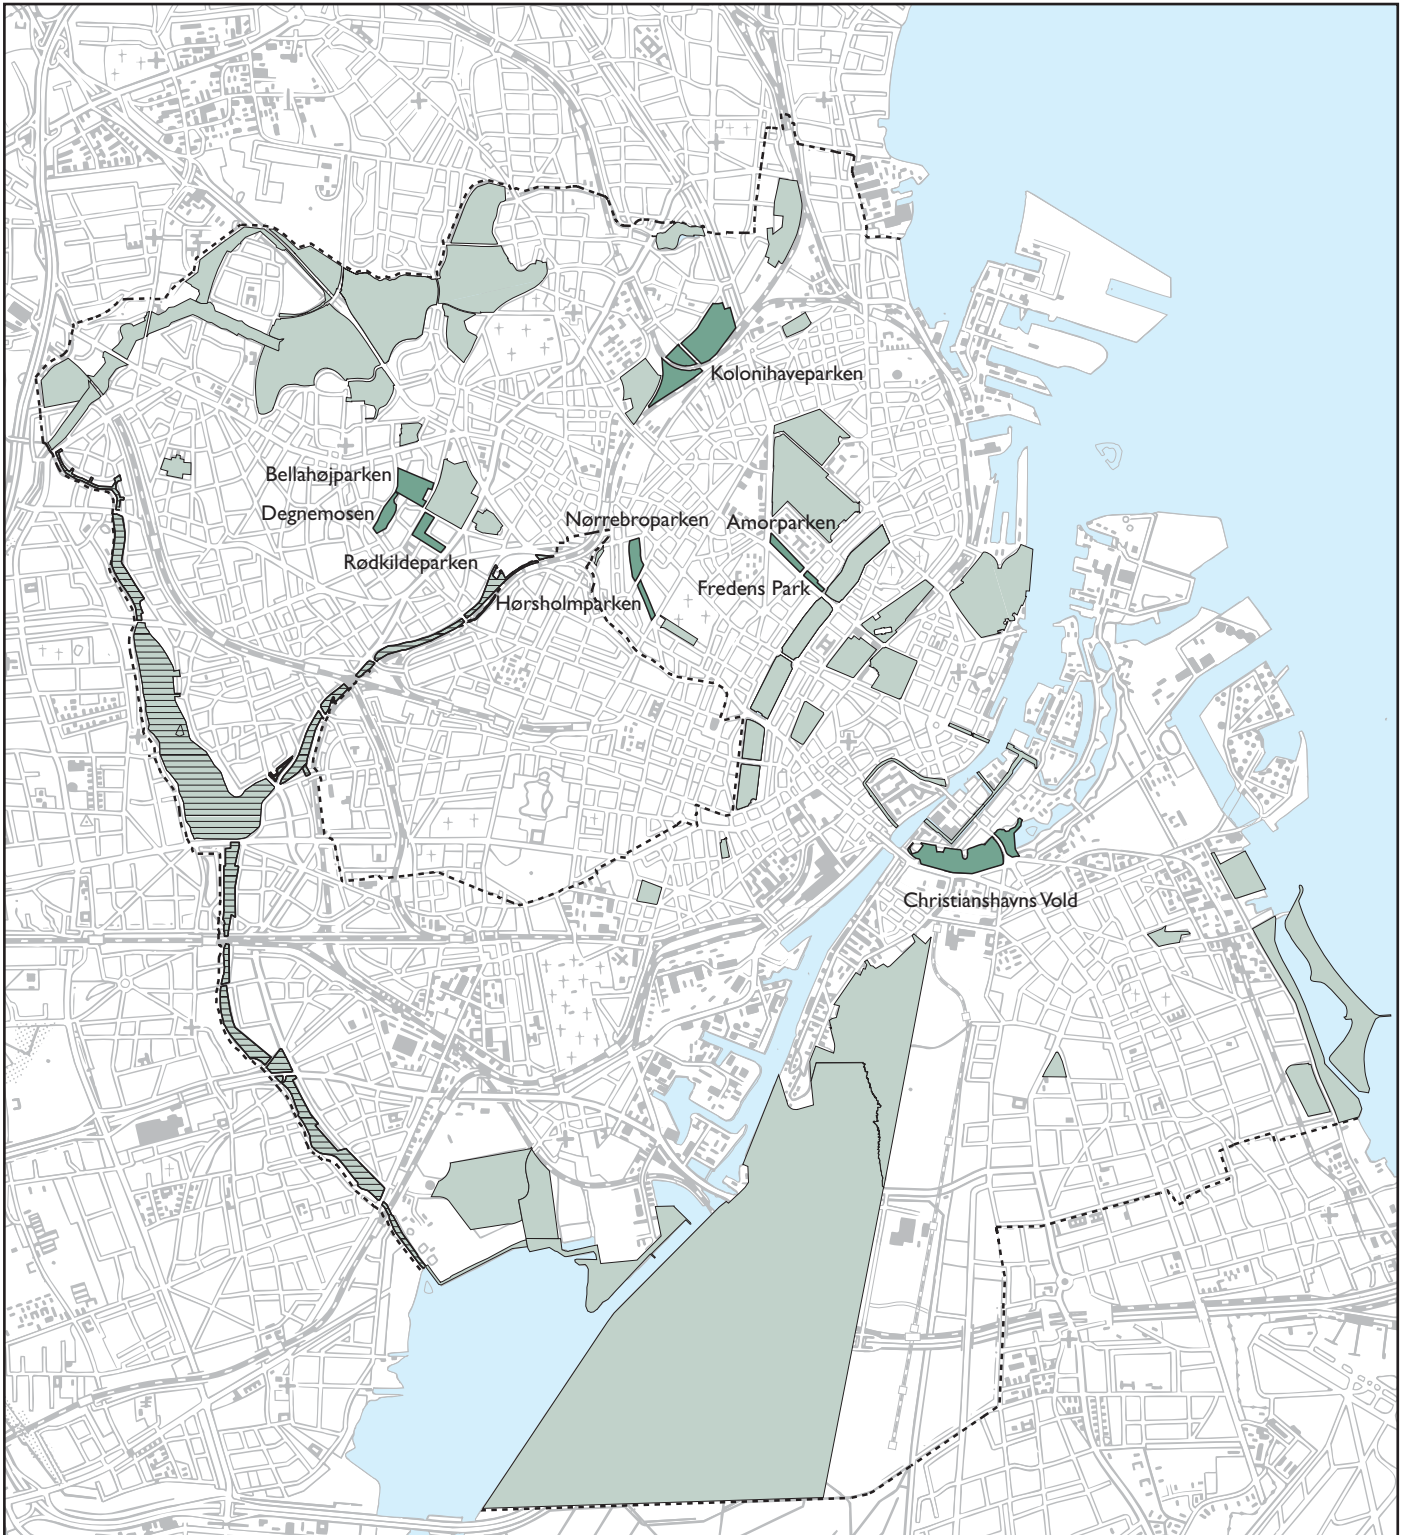 Kolonihaveparken
Bellahøjparken
Degnemosen
Nørrebroparken
Amorparken
Rødkildeparken
Fredens Park
Hørsholmparken
Christianshavns Vold